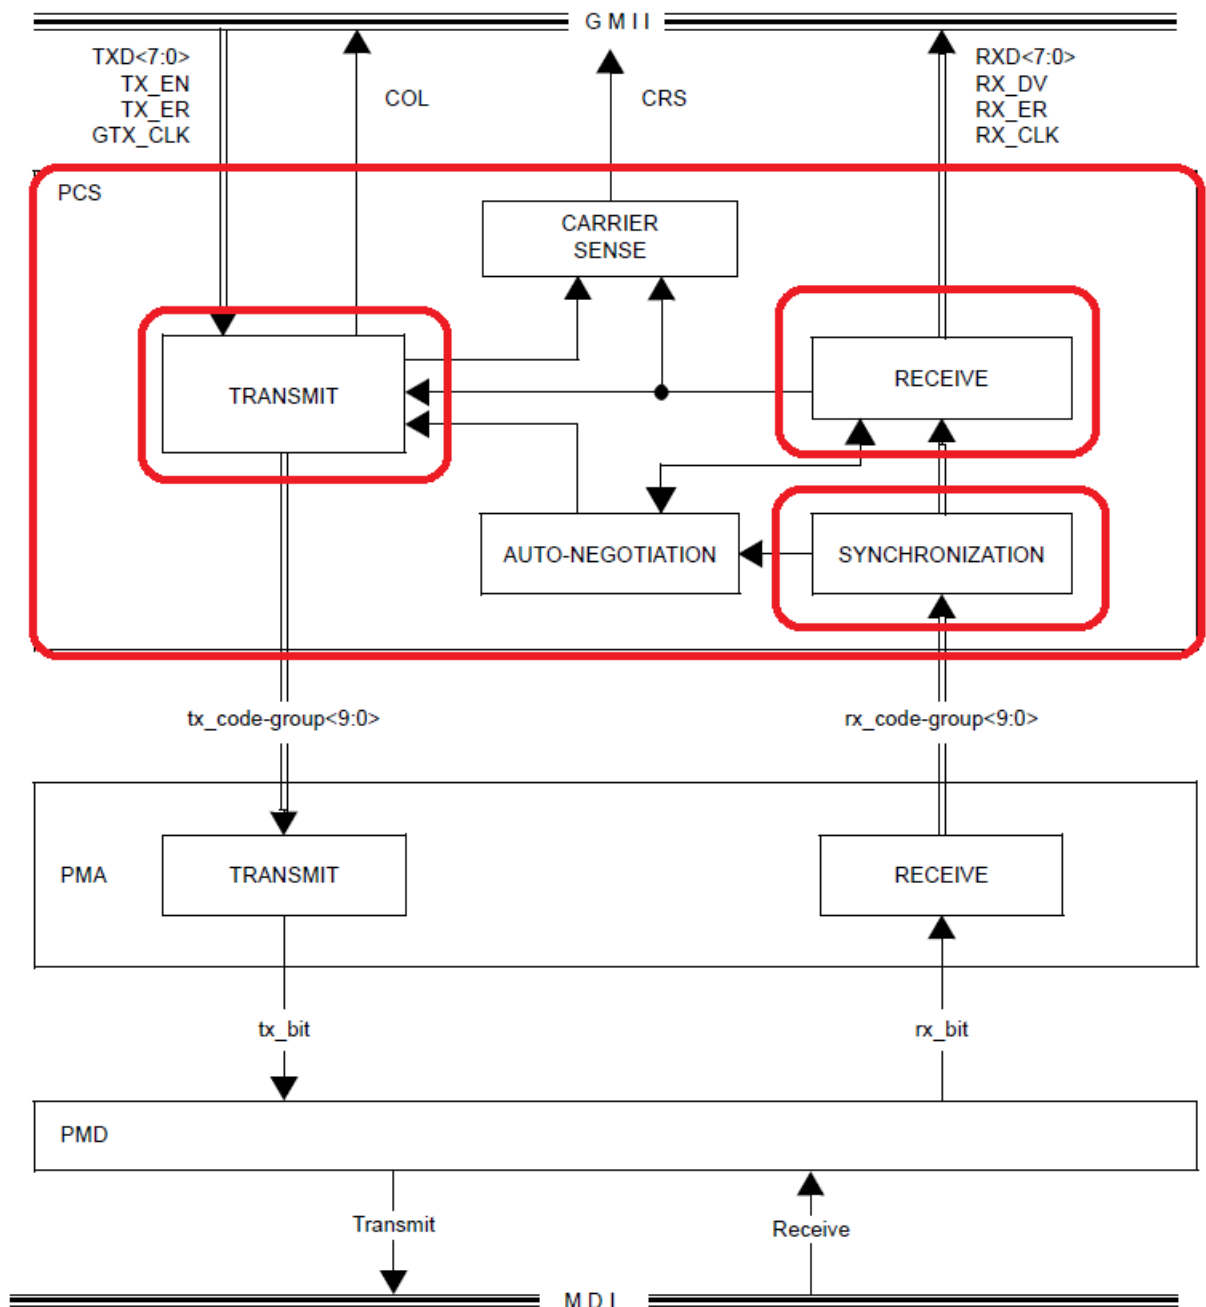 G M I I
TXD<7:0>
TX_EN
TX_ER
GTX_CLK
COL
CRS
RXD<7:0>
RX_DV
RX_ER
RX_CLK
PCS
CARRIER
SENSE
TRANSMIT
RECEIVE
AUTO-NEGOTIATION
SYNCHRONIZATION
tx_code-group<9:0>
rx_code-group<9:0>
PMA
TRANSMIT
RECEIVE
tx_bit
rx_bit
PMD
Transmit
Receive
M D I